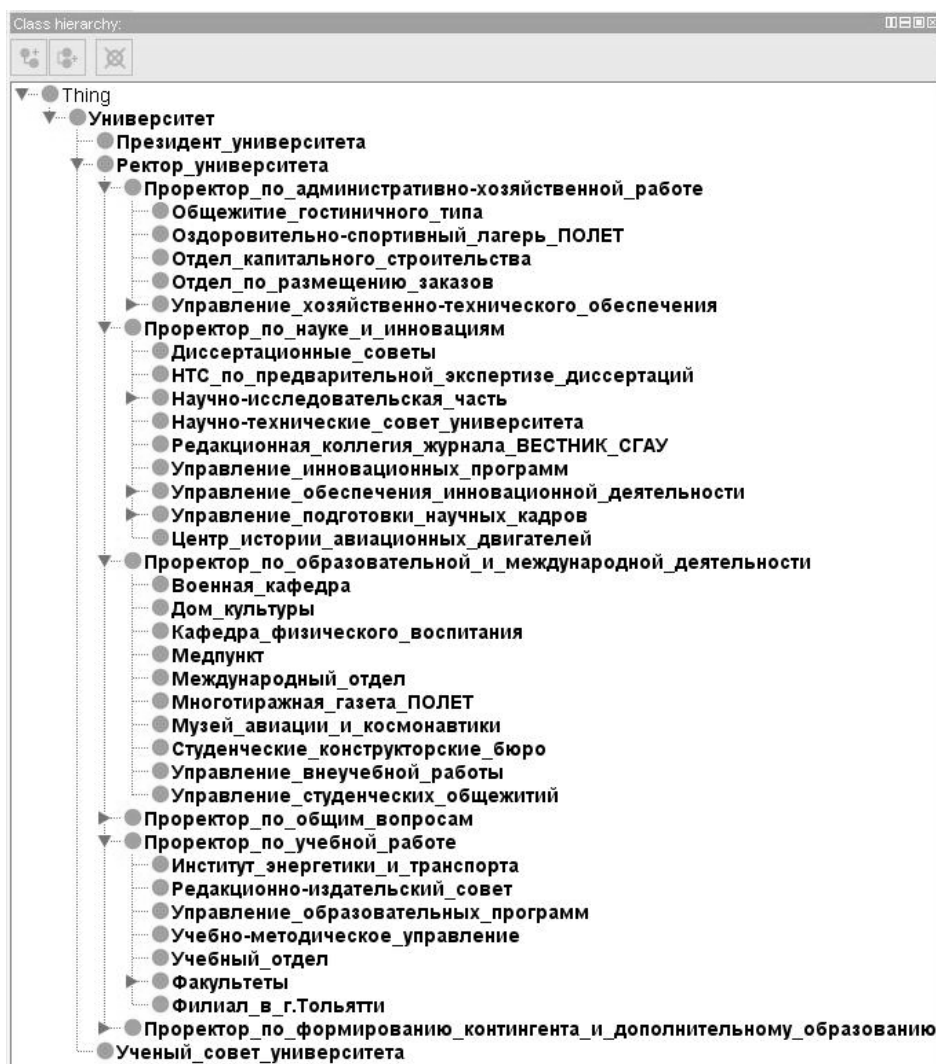 Class hierarchy:
Thing
Университет
Президент_университета
Ректор_университета
Проректор_по_административно-хозяйственной_работе
Общежитие_гостиничного_типа
Оздоровительно-спортивный_лагерь_ПОЛЕТ
Отдел_капитального_строительства
Отдел_по_размещению_заказов
Управление_хозяйственно-технического_обеспечения
Проректор_по_науке_и_инновациям
Диссертационные_советы
НТС_по_предварительной_экспертизе_диссертаций
Научно-исследовательская_часть
Научно-технические_совет_университета
Редакционная_коллегия_журнала_ВЕСТНИК_СГАУ
Управление_инновационных_программ
Управление_обеспечения_инновационной_деятельности
Управление_подготовки_научных_кадров
Центр_истории_авиационных_двигателей
Проректор_по_образовательной_и_международной_деятельности
Военная_кафедра
Дом_культуры
Кафедра_физического_воспитания
Медпункт
Международный_отдел
Многотиражная_газета_ПОЛЕТ
Музей_авиации_и_космонавтики
Студенческие_конструкторские_бюро
Управление_внеучебной_работы
Управление_студенческих_общежитий
Проректор_по_общим_вопросам
Проректор_по_учебной_работе
Институт_энергетики_и_транспорта
Редакционно-издательский_совет
Управление_образовательных_программ
Учебно-методическое_управление
Учебный_отдел
Факультеты
Филиал_в_г.Тольятти
Проректор_по_формированию_контингента_и_дополнительному_образованию
Ученый_совет_университета